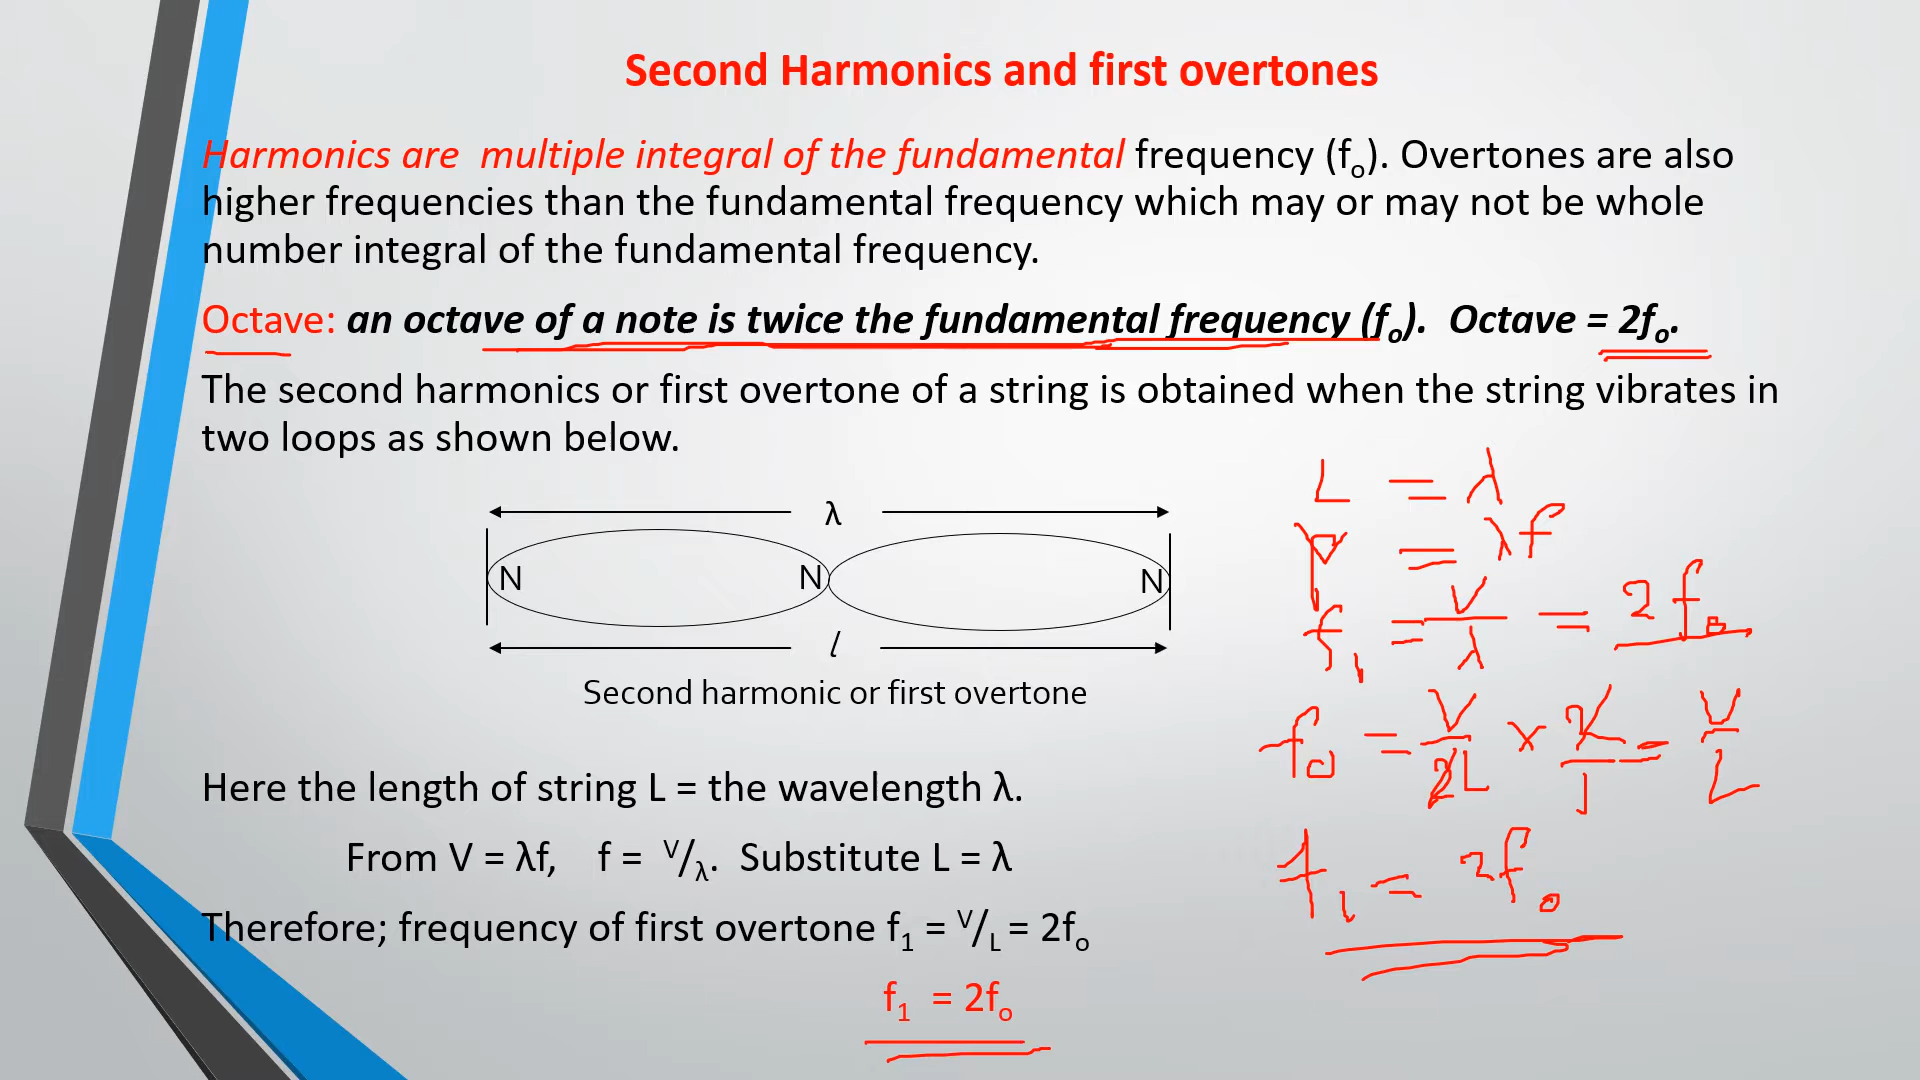 Second Harmonics and first overtones
Harmonics are multiple integral of the fundamental frequency (fo). Overtones are also
higher frequencies than the fundamental frequency which may or may not be whole
number integral of the fundamental frequency.
Octave: an octave of a note is twice the fundamental frequency (fo). Octave = 2fo.
The second harmonics or first overtone of a string is obtained when the string vibrates in
two loops as shown below.
λ
N N N
l
Second harmonic or first overtone
Here the length of string L = the wavelength λ.
From V = λf, f = V/λ. Substitute L = λ
Therefore; frequency of first overtone f1 = V/L = 2fo
f1 = 2fo
L = λ
= λf
f1 = V/λ = 2fo
fo = V/2L × 2/1 = V/L
f1 = 2fo